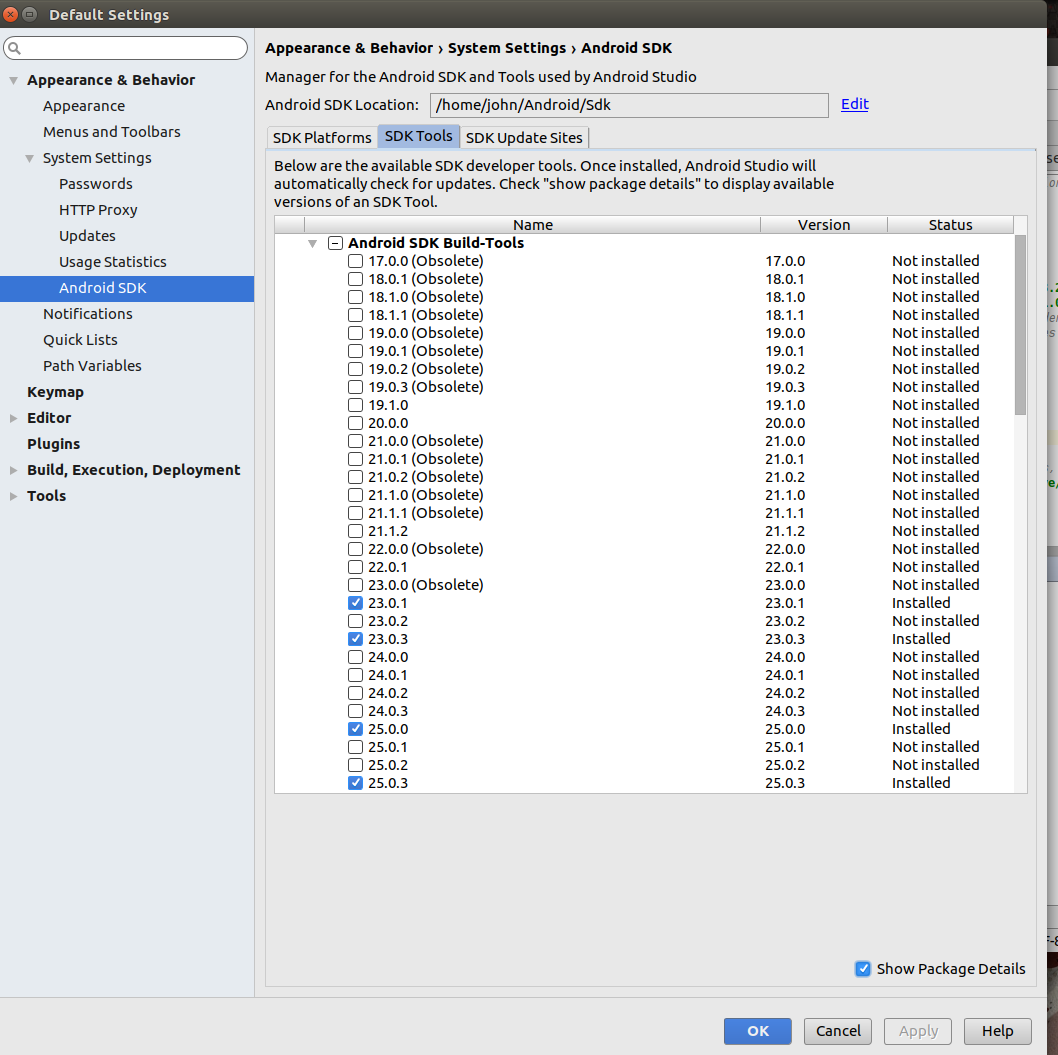 Default Settings
Appearance & Behavior
Appearance
Menus and Toolbars
System Settings
Passwords
HTTP Proxy
Updates
Usage Statistics
Android SDK
Notifications
Quick Lists
Path Variables
Keymap
Editor
Plugins
Build, Execution, Deployment
Tools
Appearance & Behavior › System Settings › Android SDK
Manager for the Android SDK and Tools used by Android Studio
Android SDK Location: /home/john/Android/Sdk Edit
SDK Platforms SDK Tools SDK Update Sites
Below are the available SDK developer tools. Once installed, Android Studio will
automatically check for updates. Check "show package details" to display available
versions of an SDK Tool.
Name Version Status
Android SDK Build-Tools
17.0.0 (Obsolete) 17.0.0 Not installed
18.0.1 (Obsolete) 18.0.1 Not installed
18.1.0 (Obsolete) 18.1.0 Not installed
18.1.1 (Obsolete) 18.1.1 Not installed
19.0.0 (Obsolete) 19.0.0 Not installed
19.0.1 (Obsolete) 19.0.1 Not installed
19.0.2 (Obsolete) 19.0.2 Not installed
19.0.3 (Obsolete) 19.0.3 Not installed
19.1.0 19.1.0 Not installed
20.0.0 20.0.0 Not installed
21.0.0 (Obsolete) 21.0.0 Not installed
21.0.1 (Obsolete) 21.0.1 Not installed
21.0.2 (Obsolete) 21.0.2 Not installed
21.1.0 (Obsolete) 21.1.0 Not installed
21.1.1 (Obsolete) 21.1.1 Not installed
21.1.2 21.1.2 Not installed
22.0.0 (Obsolete) 22.0.0 Not installed
22.0.1 22.0.1 Not installed
23.0.0 (Obsolete) 23.0.0 Not installed
23.0.1 23.0.1 Installed
23.0.2 23.0.2 Not installed
23.0.3 23.0.3 Installed
24.0.0 24.0.0 Not installed
24.0.1 24.0.1 Not installed
24.0.2 24.0.2 Not installed
24.0.3 24.0.3 Not installed
25.0.0 25.0.0 Installed
25.0.1 25.0.1 Not installed
25.0.2 25.0.2 Not installed
25.0.3 25.0.3 Installed
Show Package Details
OK Cancel Apply Help